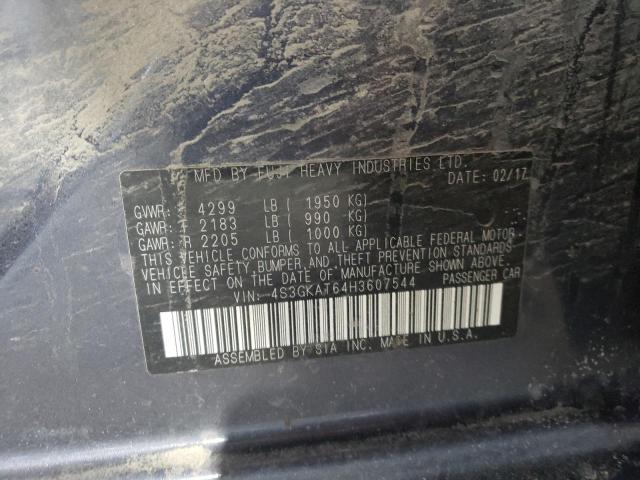 MFD BY FUJI HEAVY INDUSTRIES LTD.
DATE: 02/17
GVWR: 4299 LB ( 1950 KG)
GAWR: F 2183 LB ( 990 KG)
GAWR: R 2205 LB ( 1000 KG)
THIS VEHICLE CONFORMS TO ALL APPLICABLE FEDERAL MOTOR
VEHICLE SAFETY, BUMPER, AND THEFT PREVENTION STANDARDS
IN EFFECT ON THE DATE OF MANUFACTURE SHOWN ABOVE.
VIN: 4S3GKAT64H3607544 PASSENGER CAR
ASSEMBLED BY SIA INC. MADE IN U.S.A.